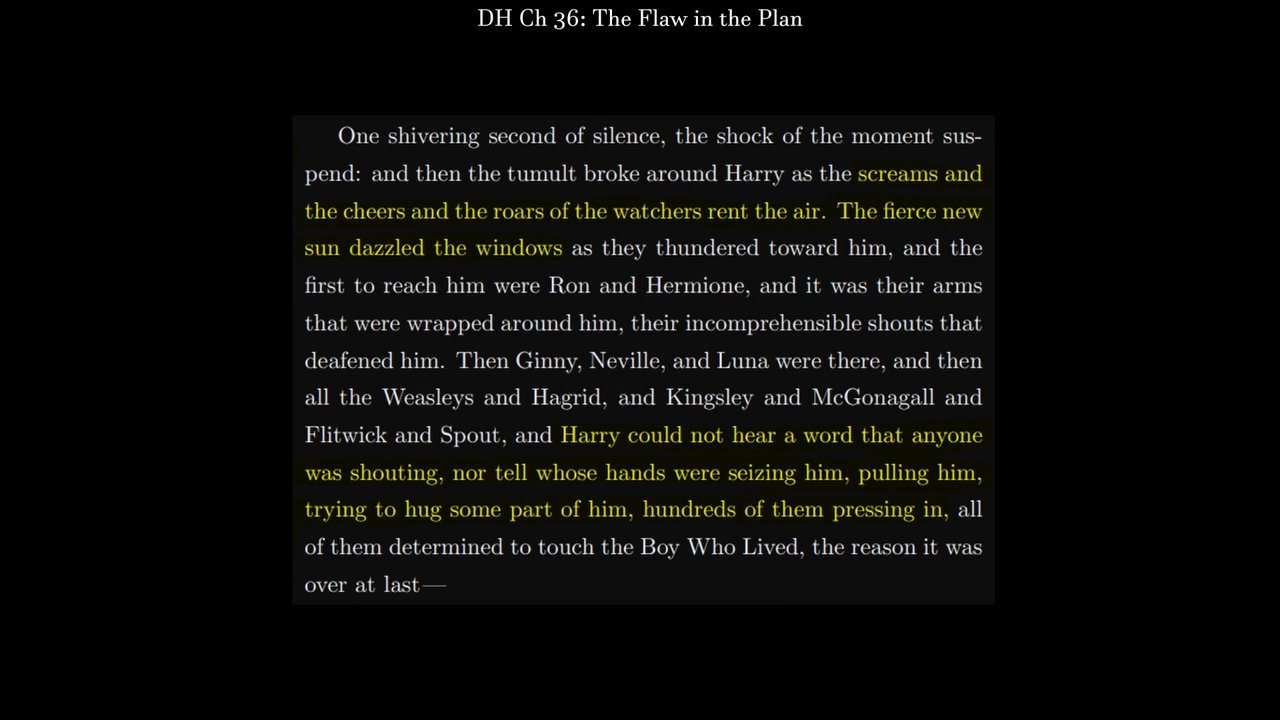 DH Ch 36: The Flaw in the Plan
One shivering second of silence, the shock of the moment sus-
pend: and then the tumult broke around Harry as the screams and
the cheers and the roars of the watchers rent the air. The fierce new
sun dazzled the windows as they thundered toward him, and the
first to reach him were Ron and Hermione, and it was their arms
that were wrapped around him, their incomprehensible shouts that
deafened him. Then Ginny, Neville, and Luna were there, and then
all the Weasleys and Hagrid, and Kingsley and McGonagall and
Flitwick and Spout, and Harry could not hear a word that anyone
was shouting, nor tell whose hands were seizing him, pulling him,
trying to hug some part of him, hundreds of them pressing in, all
of them determined to touch the Boy Who Lived, the reason it was
over at last—